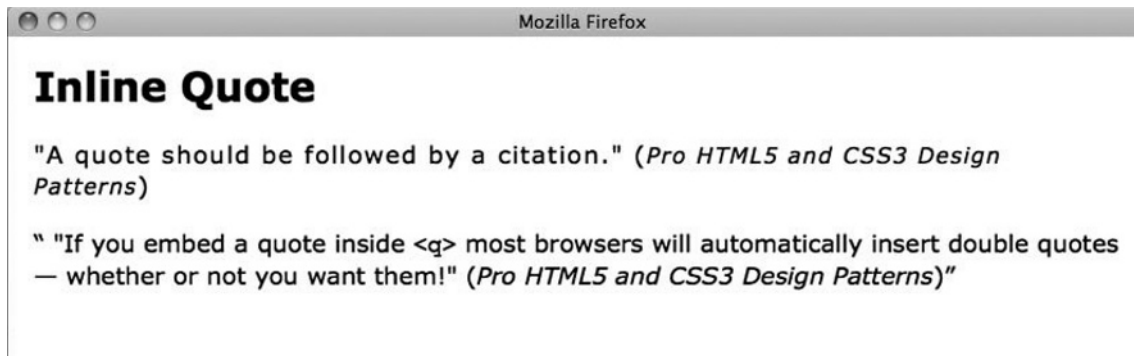 Mozilla Firefox
Inline Quote
"A quote should be followed by a citation." (Pro HTML5 and CSS3 Design
Patterns)
“ "If you embed a quote inside <q> most browsers will automatically insert double quotes
— whether or not you want them!" (Pro HTML5 and CSS3 Design Patterns)”